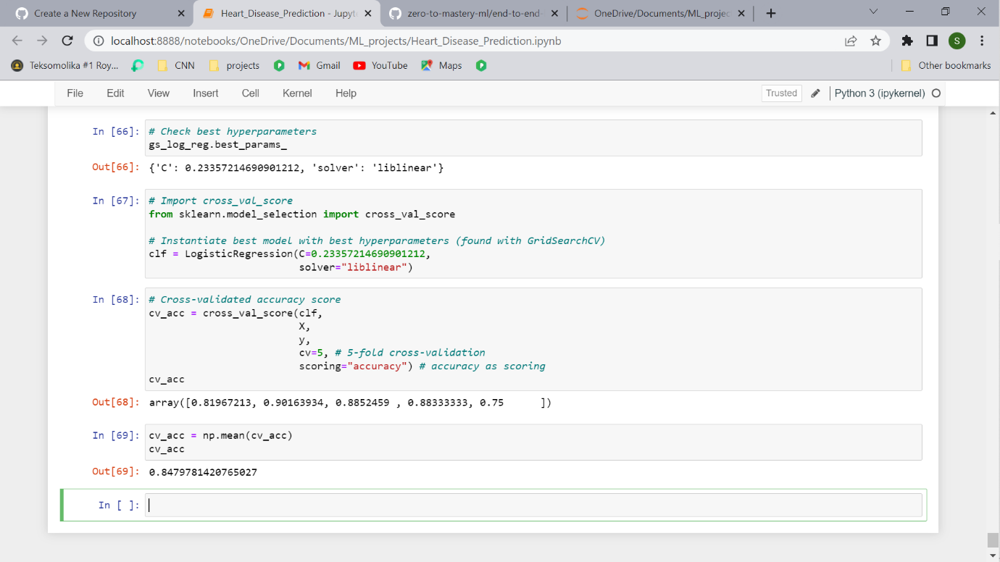 Create a New Repository
Heart_Disease_Prediction - Jupyt
zero-to-mastery-ml/end-to-end-
OneDrive/Documents/ML_projec
localhost:8888/notebooks/OneDrive/Documents/ML_projects/Heart_Disease_Prediction.ipynb
S
Teksomolika #1 Roy...
CNN
projects
Gmail
YouTube
Maps
Other bookmarks
File Edit View Insert Cell Kernel Help
Trusted
Python 3 (ipykernel)
In [66]: # Check best hyperparameters
gs_log_reg.best_params_
Out[66]: {'C': 0.23357214690901212, 'solver': 'liblinear'}
In [67]: # Import cross_val_score
from sklearn.model_selection import cross_val_score
# Instantiate best model with best hyperparameters (found with GridSearchCV)
clf = LogisticRegression(C=0.23357214690901212,
solver="liblinear")
In [68]: # Cross-validated accuracy score
cv_acc = cross_val_score(clf,
X,
y,
cv=5, # 5-fold cross-validation
scoring="accuracy") # accuracy as scoring
cv_acc
Out[68]: array([0.81967213, 0.90163934, 0.8852459 , 0.88333333, 0.75      ])
In [69]: cv_acc = np.mean(cv_acc)
cv_acc
Out[69]: 0.8479781420765027
In [ ]: